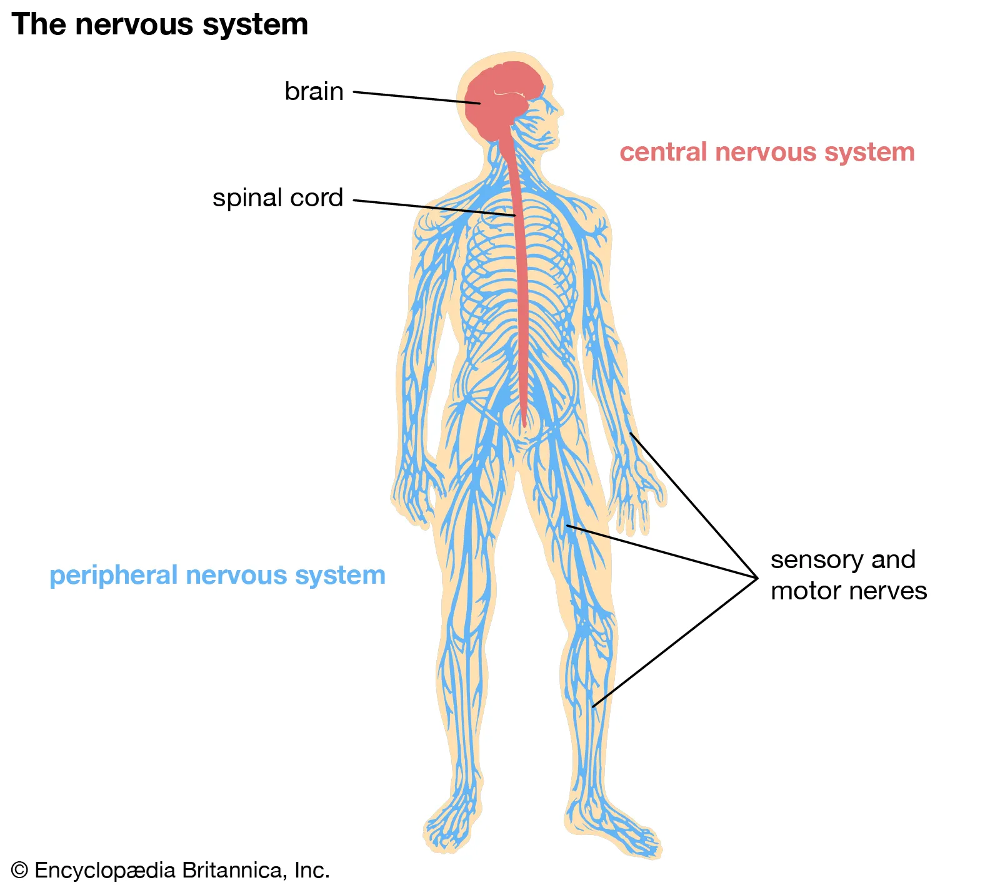 The nervous system
brain
central nervous system
spinal cord
sensory and
motor nerves
peripheral nervous system
© Encyclopædia Britannica, Inc.